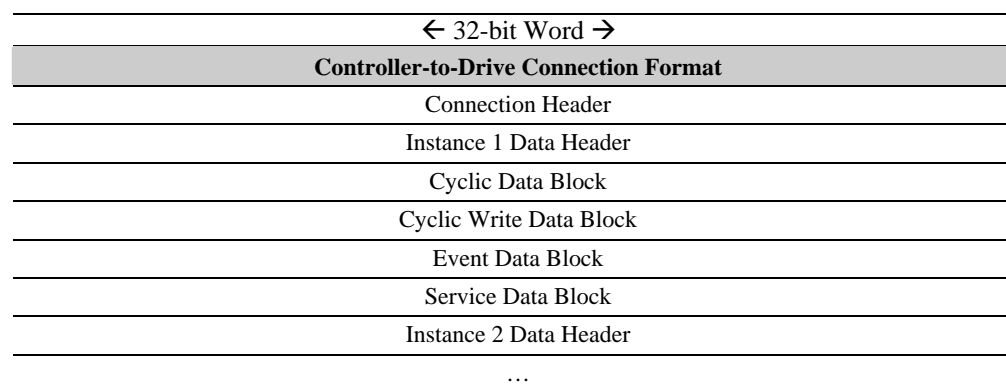 ← 32-bit Word →
Controller-to-Drive Connection Format
Connection Header
Instance 1 Data Header
Cyclic Data Block
Cyclic Write Data Block
Event Data Block
Service Data Block
Instance 2 Data Header
…